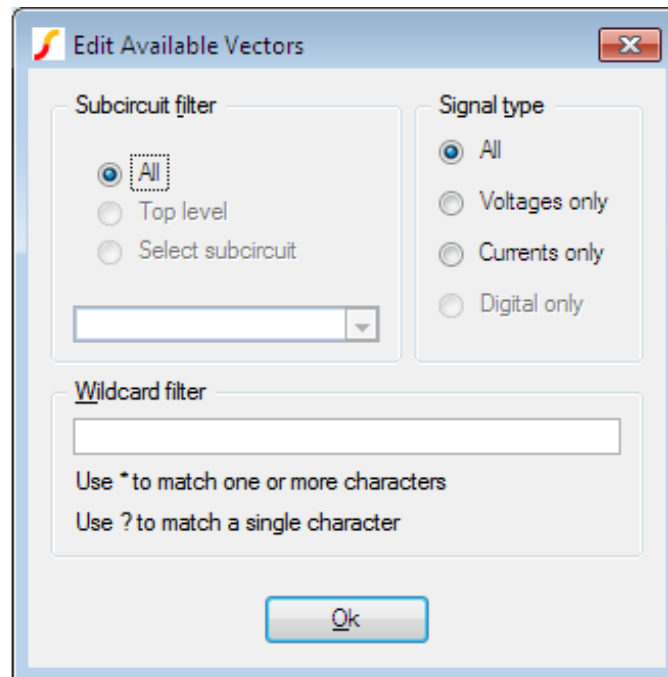 Edit Available Vectors
Subcircuit filter
All
Top level
Select subcircuit
Signal type
All
Voltages only
Currents only
Digital only
Wildcard filter
Use * to match one or more characters
Use ? to match a single character
Ok